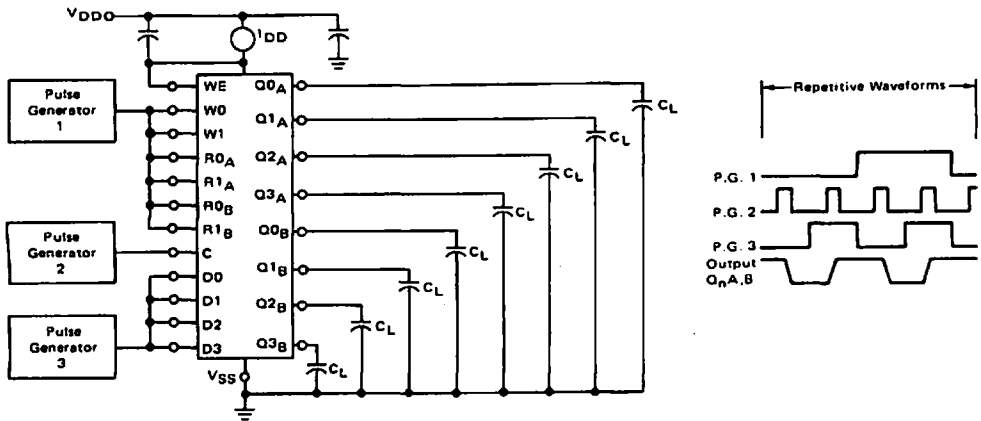 VDD
IDD
Pulse
Generator
1
Pulse
Generator
2
Pulse
Generator
3
WE
W0
W1
R0A
R1A
R0B
R1B
C
D0
D1
D2
D3
Q0A
Q1A
Q2A
Q3A
Q0B
Q1B
Q2B
Q3B
VSS
CL
CL
CL
CL
CL
CL
CL
CL
Repetitive Waveforms
P.G. 1
P.G. 2
P.G. 3
Output
QnA,B